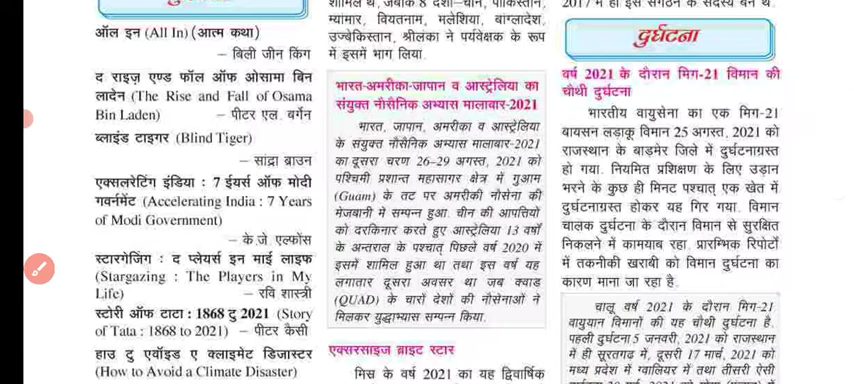 ऑल इन (All In) (आत्म कथा)
– बिली जीन किंग
द राइज़ एण्ड फॉल ऑफ ओसामा बिन
लादेन (The Rise and Fall of Osama
Bin Laden) – पीटर एल. बर्गेन
ब्लाइंड टाइगर (Blind Tiger)
– सांद्रा ब्राउन
एक्सलरेटिंग इंडिया : 7 ईयर्स ऑफ मोदी
गवर्नमेंट (Accelerating India : 7 Years
of Modi Government)
– के.जे. एल्फोंस
स्टारगेजिंग : द प्लेयर्स इन माई लाइफ
(Stargazing : The Players in My
Life) – रवि शास्त्री
स्टोरी ऑफ टाटा : 1868 टु 2021 (Story
of Tata : 1868 to 2021) – पीटर कैसी
हाउ टु एवॉइड ए क्लाइमेट डिजास्टर
(How to Avoid a Climate Disaster)
शामिल थे, जबकि 8 देशों–चीन, पाकिस्तान,
म्यांमार, वियतनाम, मलेशिया, बांग्लादेश,
उज्बेकिस्तान, श्रीलंका ने पर्यवेक्षक के रूप
में इसमें भाग लिया.
भारत-अमरीका-जापान व आस्ट्रेलिया का
संयुक्त नौसैनिक अभ्यास मालाबार-2021
भारत, जापान, अमरीका व आस्ट्रेलिया
के संयुक्त नौसैनिक अभ्यास मालाबार-2021
का दूसरा चरण 26–29 अगस्त, 2021 को
पश्चिमी प्रशान्त महासागर क्षेत्र में गुआम
(Guam) के तट पर अमरीकी नौसेना की
मेजबानी में सम्पन्न हुआ. चीन की आपत्तियों
को दरकिनार करते हुए आस्ट्रेलिया 13 वर्षों
के अन्तराल के पश्चात् पिछले वर्ष 2020 में
इसमें शामिल हुआ था तथा इस वर्ष यह
लगातार दूसरा अवसर था जब क्वाड
(QUAD) के चारों देशों की नौसेनाओं ने
मिलकर युद्धाभ्यास सम्पन्न किया.
एक्सरसाइज ब्राइट स्टार
मिस्र के वर्ष 2021 का यह द्विवार्षिक
2017 में ही इस संगठन के सदस्य बने थे.
दुर्घटना
वर्ष 2021 के दौरान मिग-21 विमान की
चौथी दुर्घटना
भारतीय वायुसेना का एक मिग-21
बायसन लड़ाकू विमान 25 अगस्त, 2021 को
राजस्थान के बाडमेर जिले में दुर्घटनाग्रस्त
हो गया. नियमित प्रशिक्षण के लिए उड़ान
भरने के कुछ ही मिनट पश्चात् एक खेत में
दुर्घटनाग्रस्त होकर यह गिर गया. विमान
चालक दुर्घटना के दौरान विमान से सुरक्षित
निकलने में कामयाब रहा. प्रारम्भिक रिपोर्टों
में तकनीकी खराबी को विमान दुर्घटना का
कारण माना जा रहा है.
चालू वर्ष 2021 के दौरान मिग-21
वायुयान विमानों की यह चौथी दुर्घटना है.
पहली दुर्घटना 5 जनवरी, 2021 को राजस्थान
में ही सूरतगढ़ में, दूसरी 17 मार्च, 2021 को
मध्य प्रदेश में ग्वालियर में तथा तीसरी ऐसी